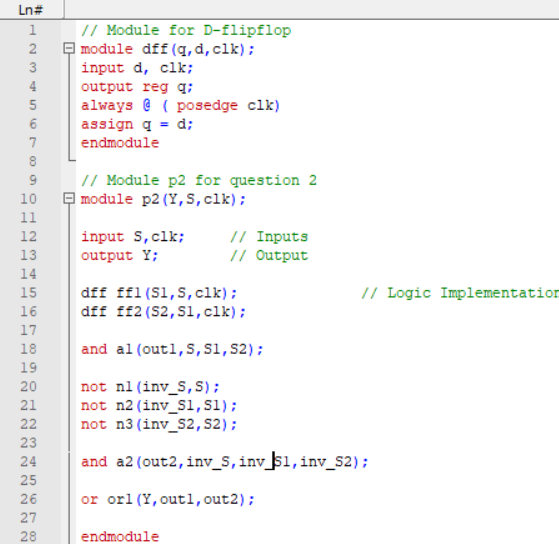 Ln#
1 // Module for D-flipflop
2 module dff(q,d,clk);
3 input d, clk;
4 output reg q;
5 always @ ( posedge clk)
6 assign q = d;
7 endmodule
8
9 // Module p2 for question 2
10 module p2(Y,S,clk);
11
12 input S,clk; // Inputs
13 output Y; // Output
14
15 dff ff1(S1,S,clk); // Logic Implementation
16 dff ff2(S2,S1,clk);
17
18 and a1(out1,S,S1,S2);
19
20 not n1(inv_S,S);
21 not n2(inv_S1,S1);
22 not n3(inv_S2,S2);
23
24 and a2(out2,inv_S,inv_S1,inv_S2);
25
26 or or1(Y,out1,out2);
27
28 endmodule